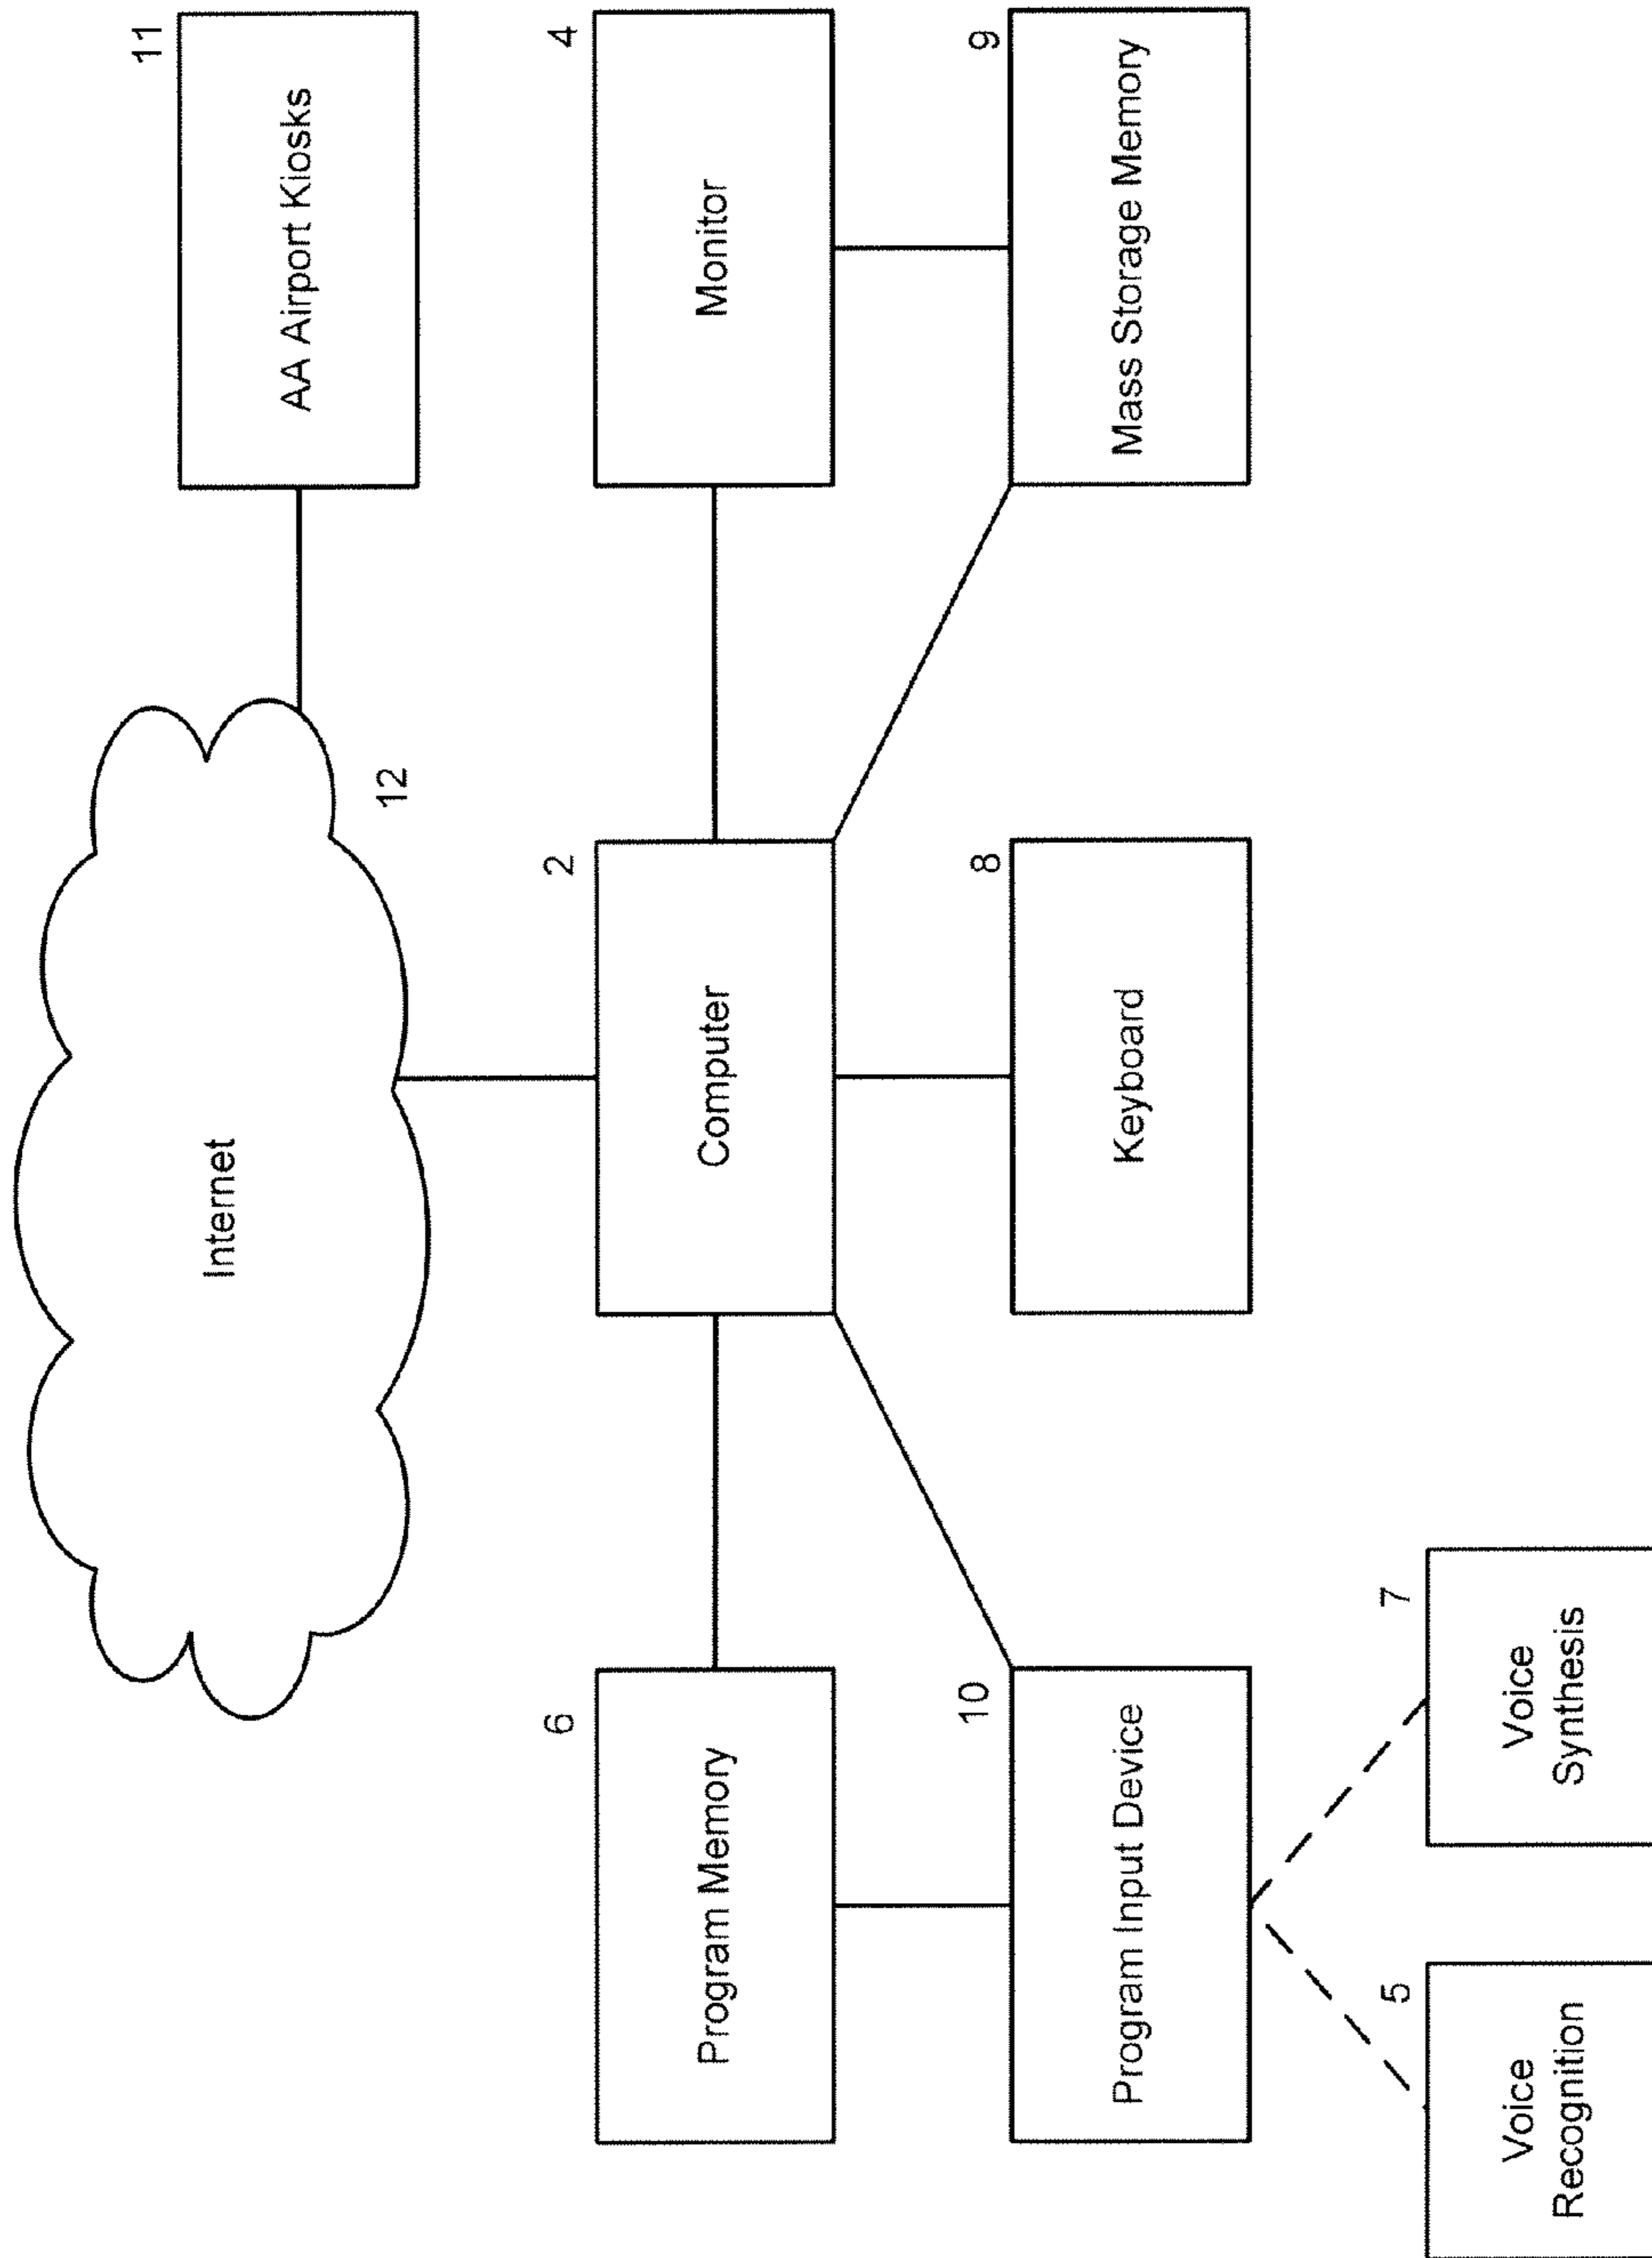 Internet
12
11
AA Airport Kiosks
6
Program Memory
2
Computer
4
Monitor
10
Program Input Device
8
Keyboard
9
Mass Storage Memory
5
Voice
Recognition
7
Voice
Synthesis